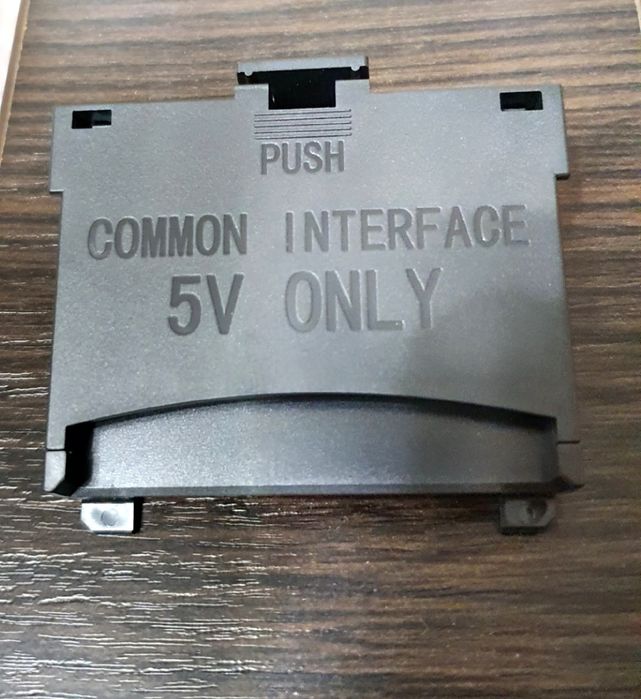 PUSH
COMMON INTERFACE
5V ONLY